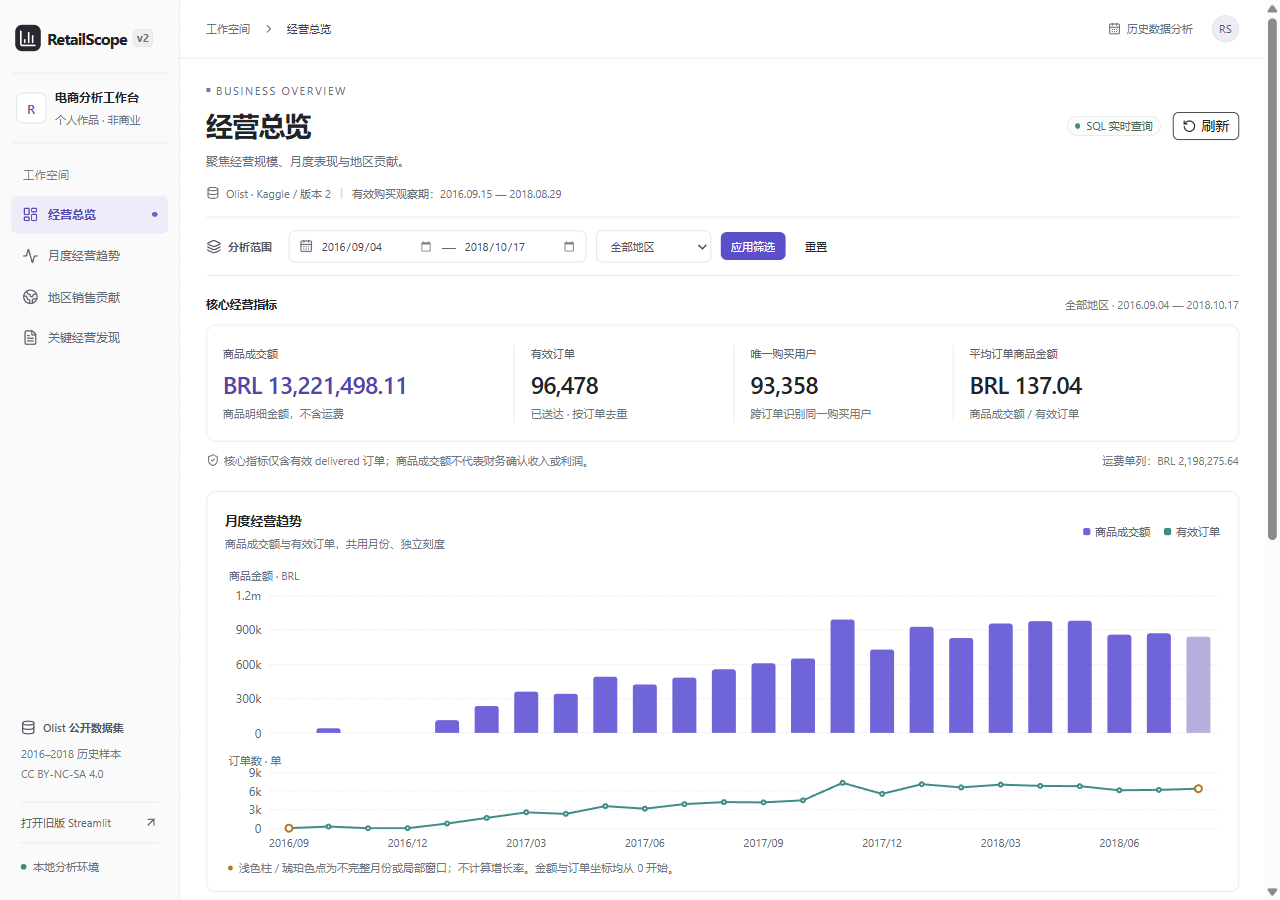 RetailScope v2
R
电商分析工作台
个人作品 · 非商业
工作空间
经营总览
月度经营趋势
地区销售贡献
关键经营发现
Olist 公开数据集
2016–2018 历史样本
CC BY-NC-SA 4.0
打开旧版 Streamlit
本地分析环境
工作空间 > 经营总览
历史数据分析
RS
BUSINESS OVERVIEW
经营总览
聚焦经营规模、月度表现与地区贡献。
Olist · Kaggle / 版本 2 | 有效购买观察期：2016.09.15 — 2018.08.29
SQL 实时查询
刷新
分析范围
2016/09/04 — 2018/10/17
全部地区
应用筛选
重置
核心经营指标
全部地区 · 2016.09.04 — 2018.10.17
商品成交额
BRL 13,221,498.11
商品明细金额，不含运费
有效订单
96,478
已送达 · 按订单去重
唯一购买用户
93,358
跨订单识别同一购买用户
平均订单商品金额
BRL 137.04
商品成交额 / 有效订单
核心指标仅含有效 delivered 订单；商品成交额不代表财务确认收入或利润。
运费单列：BRL 2,198,275.64
月度经营趋势
商品成交额与有效订单，共用月份、独立刻度
商品成交额
有效订单
商品金额 · BRL
1.2m
900k
600k
300k
0
订单数 · 单
9k
6k
3k
0
2016/09 2016/12 2017/03 2017/06 2017/09 2017/12 2018/03 2018/06
浅色柱 / 琥珀色点为不完整月份或局部窗口；不计算增长率。金额与订单坐标均从 0 开始。